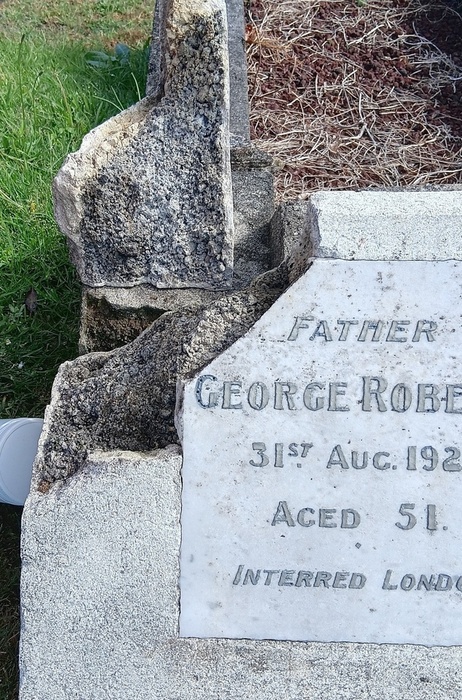 FATHER
GEORGE ROBE
31ST AUG. 192
AGED 51.
INTERRED LONDO